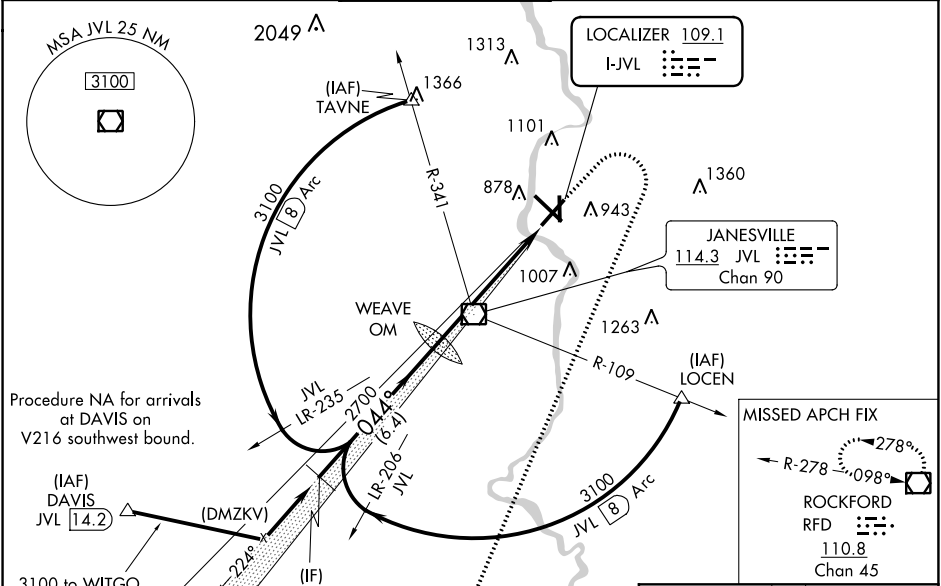 MSA JVL 25 NM
3100
2049
1313
LOCALIZER 109.1
I-JVL
(IAF)
TAVNE
1366
1101
R-341
878
943
1360
3100
JVL 8 Arc
JANESVILLE
114.3 JVL
Chan 90
1007
WEAVE
OM
1263
R-109
(IAF)
LOCEN
JVL
LR-235
2700
044°
(6.4)
LR-206
JVL
Procedure NA for arrivals
at DAVIS on
V216 southwest bound.
(IAF)
DAVIS
JVL 14.2
(DMZKV)
3100
JVL 8 Arc
224°
(IF)
3100 to WITGO
MISSED APCH FIX
278°
R-278
098°
ROCKFORD
RFD
110.8
Chan 45